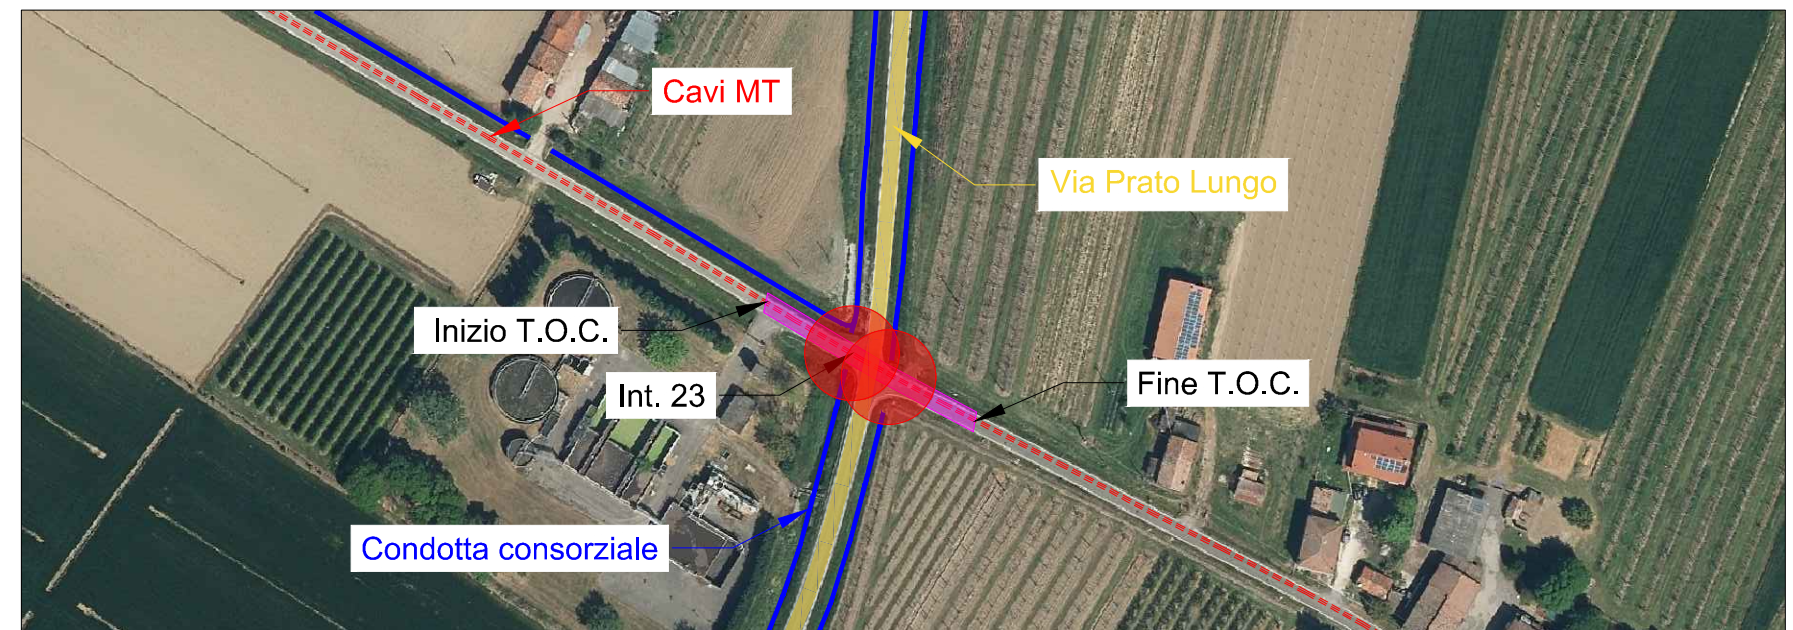 Cavi MT
Via Prato Lungo
Inizio T.O.C.
Int. 23
Fine T.O.C.
Condotta consorziale